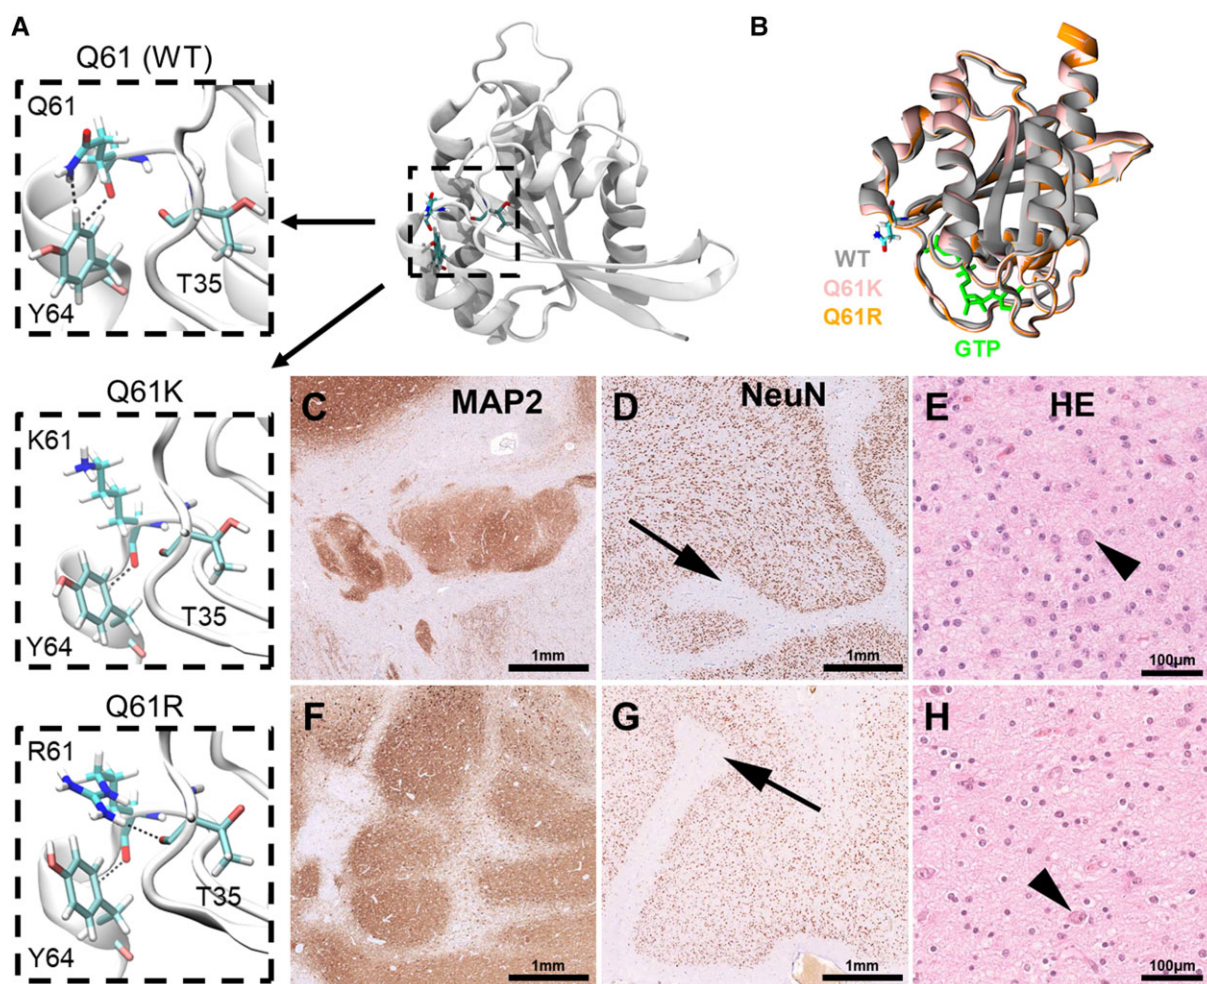 A
Q61 (WT)
Q61
T35
Y64
B
WT
Q61K
Q61R
GTP
Q61K
K61
T35
Y64
C
MAP2
1mm
D
NeuN
1mm
E
HE
100µm
Q61R
R61
T35
Y64
F
1mm
G
1mm
H
100µm